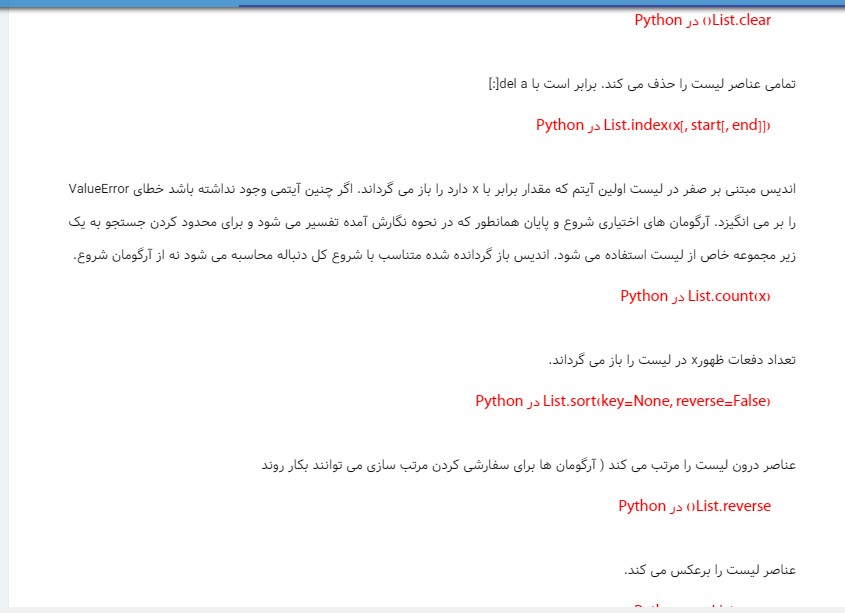 List.clear() در Python
تمامی عناصر لیست را حذف می کند. برابر است با del a[:]
List.index(x[, start[, end]]) در Python
اندیس مبتنی بر صفر در لیست اولین آیتم که مقدار برابر با x دارد را باز می گرداند. اگر چنین آیتمی وجود نداشته باشد خطای ValueError
را بر می انگیزد. آرگومان های اختیاری شروع و پایان همانطور که در نحوه نگارش آمده تفسیر می شود و برای محدود کردن جستجو به یک
زیر مجموعه خاص از لیست استفاده می شود. اندیس باز گردانده شده متناسب با شروع کل دنباله محاسبه می شود نه از آرگومان شروع.
List.count(x) در Python
تعداد دفعات ظهورx در لیست را باز می گرداند.
List.sort(key=None, reverse=False) در Python
عناصر درون لیست را مرتب می کند ( آرگومان ها برای سفارشی کردن مرتب سازی می توانند بکار روند
List.reverse() در Python
عناصر لیست را برعکس می کند.